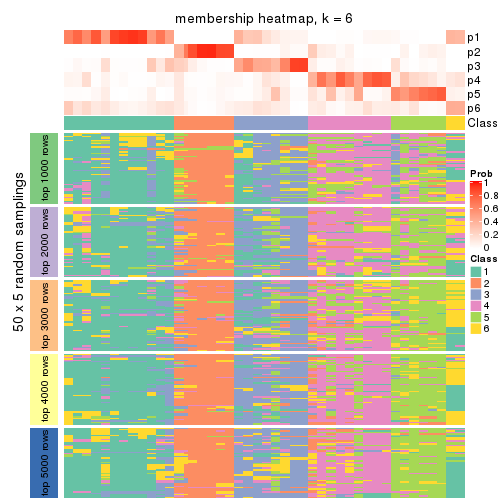 membership heatmap, k = 6
p1
p2
p3
p4
p5
p6
Class
50 x 5 random samplings
top 1000 rows
top 2000 rows
top 3000 rows
top 4000 rows
top 5000 rows
Prob
1
0.8
0.6
0.4
0.2
0
Class
1
2
3
4
5
6